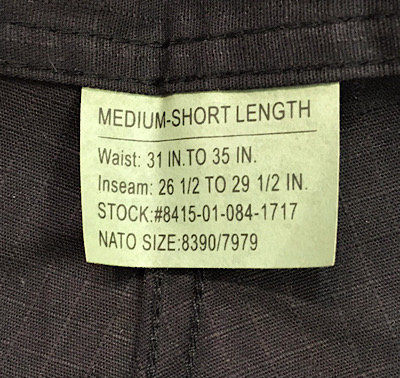 MEDIUM-SHORT LENGTH
Waist: 31 IN.TO 35 IN.
Inseam: 26 1/2 TO 29 1/2 IN.
STOCK:#8415-01-084-1717
NATO SIZE:8390/7979